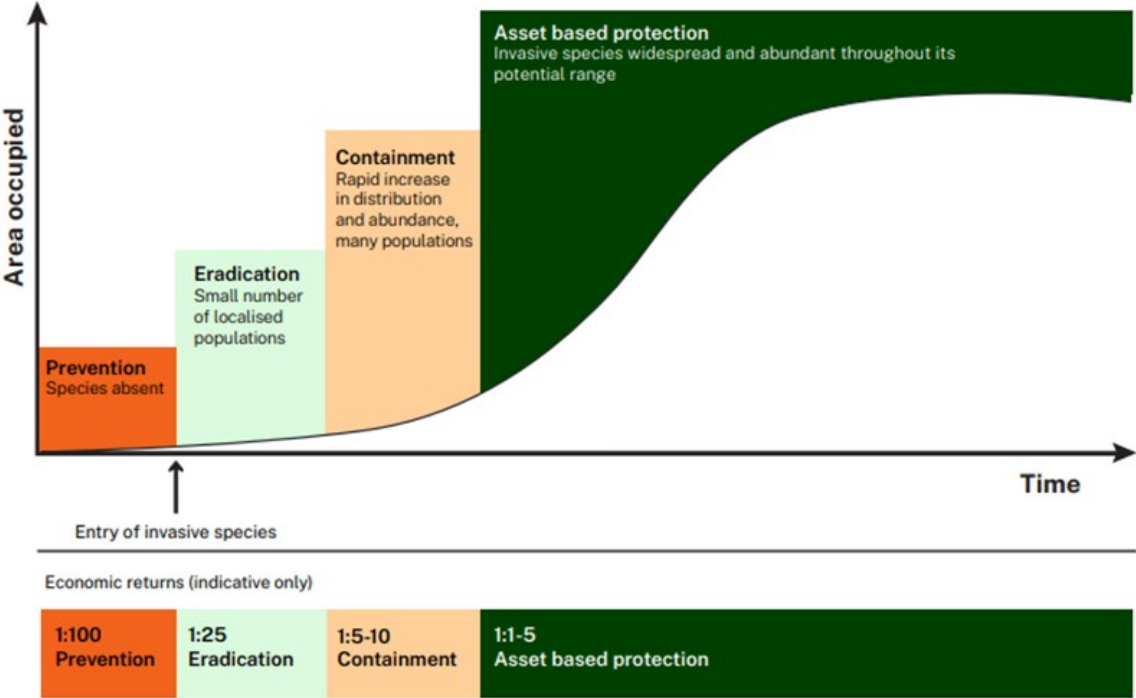 Area occupied
Prevention
Species absent
Eradication
Small number
of localised
populations
Containment
Rapid increase
in distribution
and abundance,
many populations
Asset based protection
Invasive species widespread and abundant throughout its
potential range
Time
Entry of invasive species
Economic returns (indicative only)
1:100
Prevention
1:25
Eradication
1:5-10
Containment
1:1-5
Asset based protection